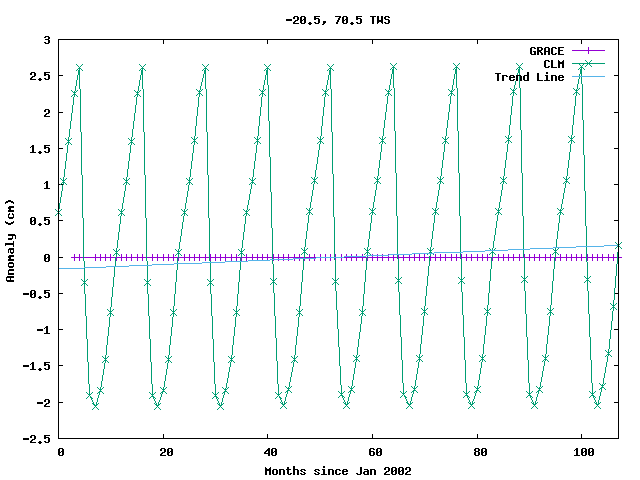 -20.5, 70.5 TWS
GRACE
CLM
Trend Line
3
2.5
2
1.5
1
0.5
0
-0.5
-1
-1.5
-2
-2.5
Anomaly (cm)
0 20 40 60 80 100
Months since Jan 2002